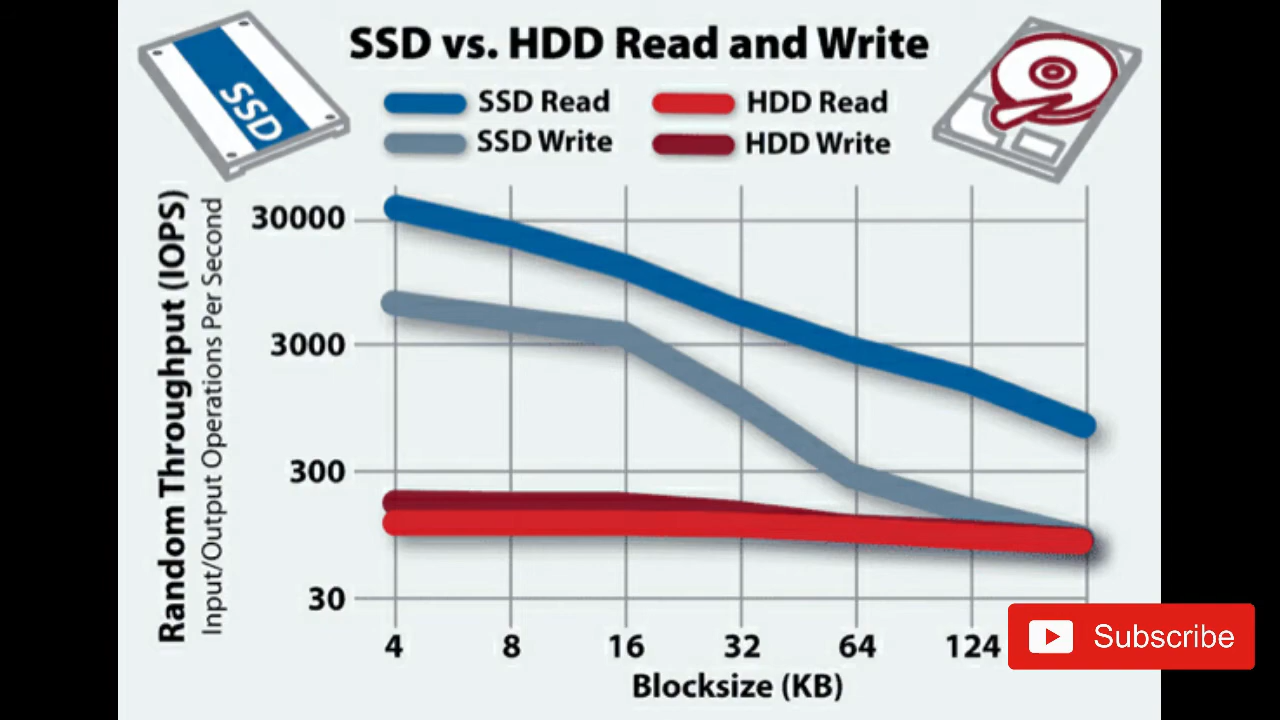 SSD vs. HDD Read and Write
SSD
SSD Read
HDD Read
SSD Write
HDD Write
Random Throughput (IOPS)
Input/Output Operations Per Second
30000
3000
300
30
4 8 16 32 64 124
Blocksize (KB)
Subscribe